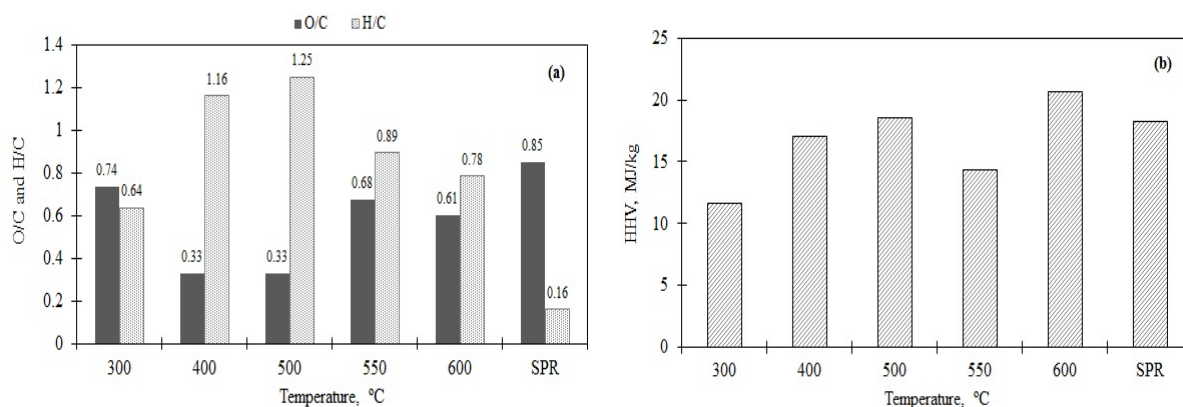 O/C H/C
(a)
O/C and H/C
1.4
1.2
1
0.8
0.6
0.4
0.2
0
0.74
0.64
0.33
1.16
0.33
1.25
0.68
0.89
0.61
0.78
0.85
0.16
300 400 500 550 600 SPR
Temperature, ºC
(b)
HHV, MJ/kg
25
20
15
10
5
0
300 400 500 550 600 SPR
Temperature, ºC